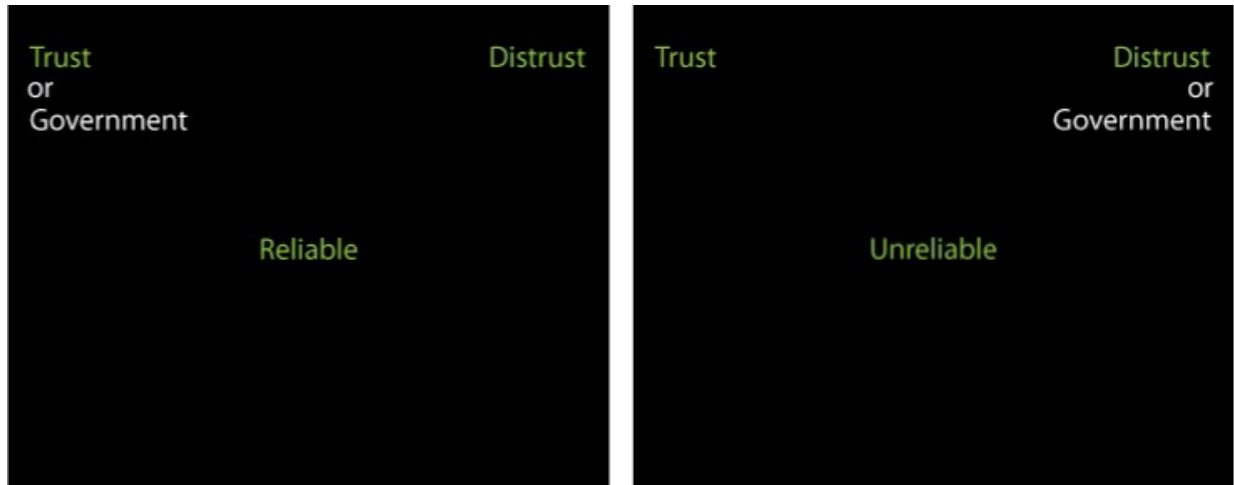 Trust Distrust
or
Government
Reliable
Trust Distrust
or
Government
Unreliable